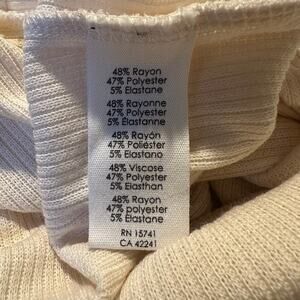 48% Rayon
47% Polyester
5% Elastane
48% Rayonne
47% Polyester
5% Elastanne
48% Rayón
47% Poliéster
5% Elastano
48% Viscose
47% Polyester
5% Elasthan
48% Rayon
47% polyester
5% Elastane
RN 15741
CA 42241